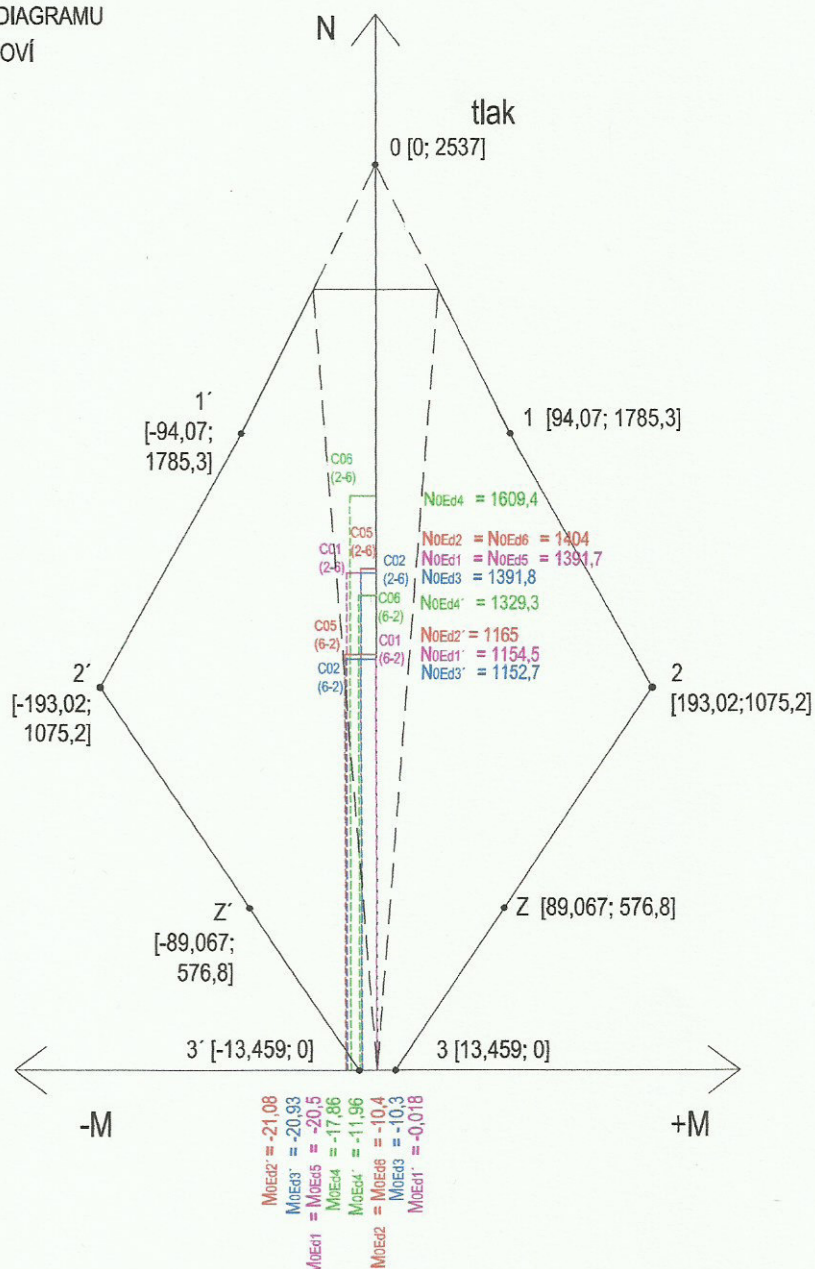 DIAGRAMU
OVÍ
N
tlak
0 [0; 2537]
1´
[-94,07;
1785,3]
1 [94,07; 1785,3]
C06
(2-6)
N0Ed4 = 1609,4
C05
(2-6)
N0Ed2 = N0Ed6 = 1404
C01
(2-6)
C02
(2-6)
N0Ed1 = N0Ed5 = 1391,7
N0Ed3 = 1391,8
C06
(6-2)
N0Ed4´ = 1329,3
C05
(6-2)
C01
(6-2)
N0Ed2´ = 1165
N0Ed1´ = 1154,5
C02
(6-2)
N0Ed3´ = 1152,7
2´
[-193,02;
1075,2]
2
[193,02;1075,2]
Z´
[-89,067;
576,8]
Z [89,067; 576,8]
3´ [-13,459; 0]
3 [13,459; 0]
-M
+M
M0Ed2´ = -21,08
M0Ed3´ = -20,93
M0Ed1 = M0Ed5 = -20,5
M0Ed4 = -17,86
M0Ed4´ = -11,96
M0Ed2 = M0Ed6 = -10,4
M0Ed3 = -10,3
M0Ed1´ = -0,018